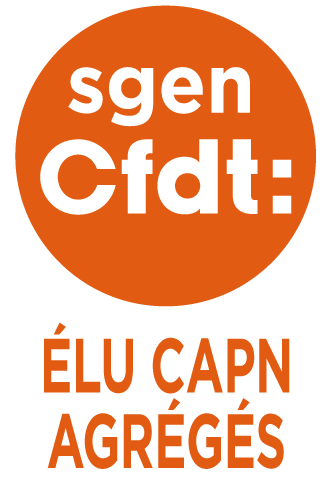 sgen
Cfdt:
ÉLU CAPN
AGRÉGÉS